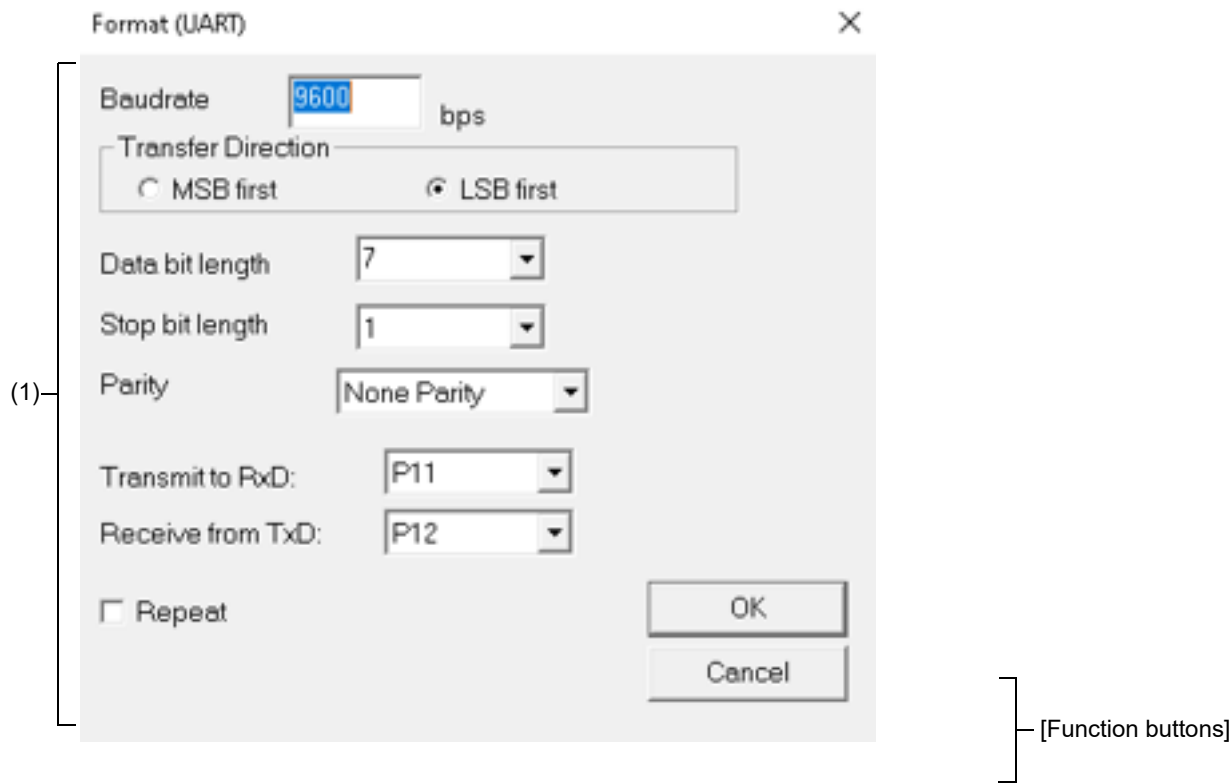 Format (UART)
Baudrate 9600 bps
Transfer Direction
MSB first LSB first
Data bit length 7
Stop bit length 1
(1)
Parity None Parity
Transmit to RxD: P11
Receive from TxD: P12
Repeat
OK
Cancel
[Function buttons]